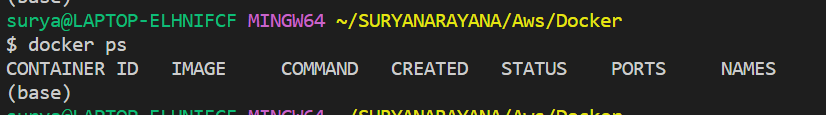 (base)
surya@LAPTOP-ELHNIFCF MINGW64 ~/SURYANARAYANA/Aws/Docker
$ docker ps
CONTAINER ID   IMAGE     COMMAND   CREATED   STATUS    PORTS     NAMES
(base)
surya@LAPTOP-ELHNIFCF MINGW64 ~/SURYANARAYANA/Aws/Docker